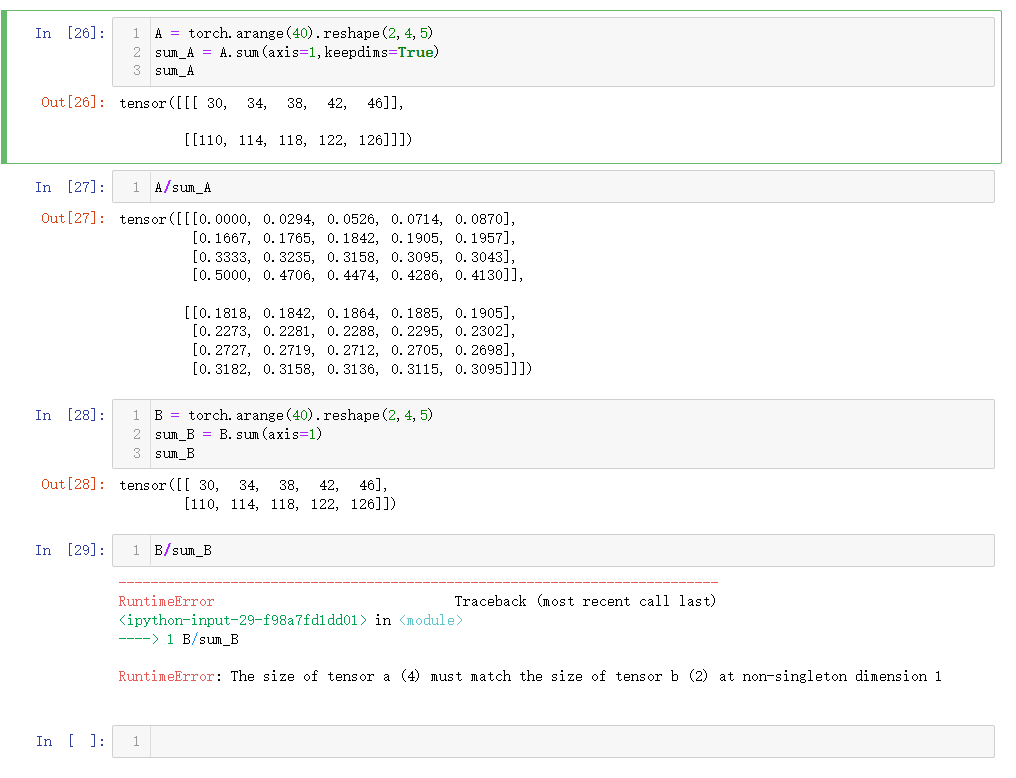 In [26]:
1 A = torch.arange(40).reshape(2,4,5)
2 sum_A = A.sum(axis=1,keepdims=True)
3 sum_A
Out[26]: tensor([[[ 30,  34,  38,  42,  46]],

        [[110, 114, 118, 122, 126]]])
In [27]:
1 A/sum_A
Out[27]: tensor([[[0.0000, 0.0294, 0.0526, 0.0714, 0.0870],
         [0.1667, 0.1765, 0.1842, 0.1905, 0.1957],
         [0.3333, 0.3235, 0.3158, 0.3095, 0.3043],
         [0.5000, 0.4706, 0.4474, 0.4286, 0.4130]],

        [[0.1818, 0.1842, 0.1864, 0.1885, 0.1905],
         [0.2273, 0.2281, 0.2288, 0.2295, 0.2302],
         [0.2727, 0.2719, 0.2712, 0.2705, 0.2698],
         [0.3182, 0.3158, 0.3136, 0.3115, 0.3095]]])
In [28]:
1 B = torch.arange(40).reshape(2,4,5)
2 sum_B = B.sum(axis=1)
3 sum_B
Out[28]: tensor([[ 30,  34,  38,  42,  46],
        [110, 114, 118, 122, 126]])
In [29]:
1 B/sum_B
---------------------------------------------------------------------------
RuntimeError                              Traceback (most recent call last)
<ipython-input-29-f98a7fd1dd01> in <module>
----> 1 B/sum_B

RuntimeError: The size of tensor a (4) must match the size of tensor b (2) at non-singleton dimension 1
In [ ]:
1